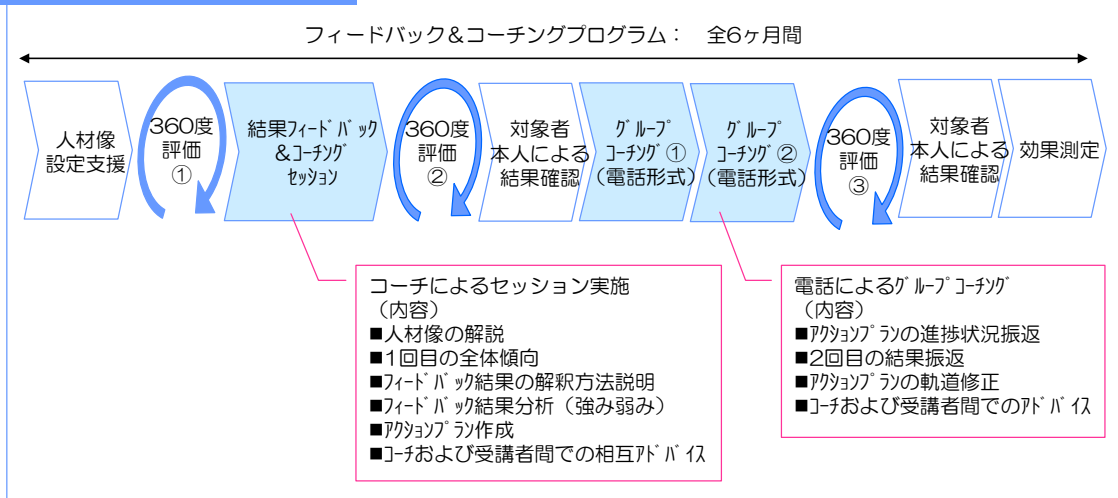 フィードバック＆コーチングプログラム：　全6ヶ月間
人材像
設定支援
360度
評価
①
結果ﾌｨｰﾄﾞﾊﾞｯｸ
&ｺｰﾁﾝｸﾞ
ｾｯｼｮﾝ
360度
評価
②
対象者
本人による
結果確認
ｸﾞﾙｰﾌﾟ
ｺｰﾁﾝｸﾞ①
（電話形式）
ｸﾞﾙｰﾌﾟ
ｺｰﾁﾝｸﾞ②
（電話形式）
360度
評価
③
対象者
本人による
結果確認
効果測定
コーチによるセッション実施
（内容）
■人材像の解説
■1回目の全体傾向
■ﾌｨｰﾄﾞﾊﾞｯｸ結果の解釈方法説明
■ﾌｨｰﾄﾞﾊﾞｯｸ結果分析（強み弱み）
■ｱｸｼｮﾝﾌﾟﾗﾝ作成
■ｺｰﾁおよび受講者間での相互ｱﾄﾞﾊﾞｲｽ
電話によるｸﾞﾙｰﾌﾟｺｰﾁﾝｸﾞ
（内容）
■ｱｸｼｮﾝﾌﾟﾗﾝの進捗状況振返
■2回目の結果振返
■ｱｸｼｮﾝﾌﾟﾗﾝの軌道修正
■ｺｰﾁおよび受講者間でのｱﾄﾞﾊﾞｲｽ